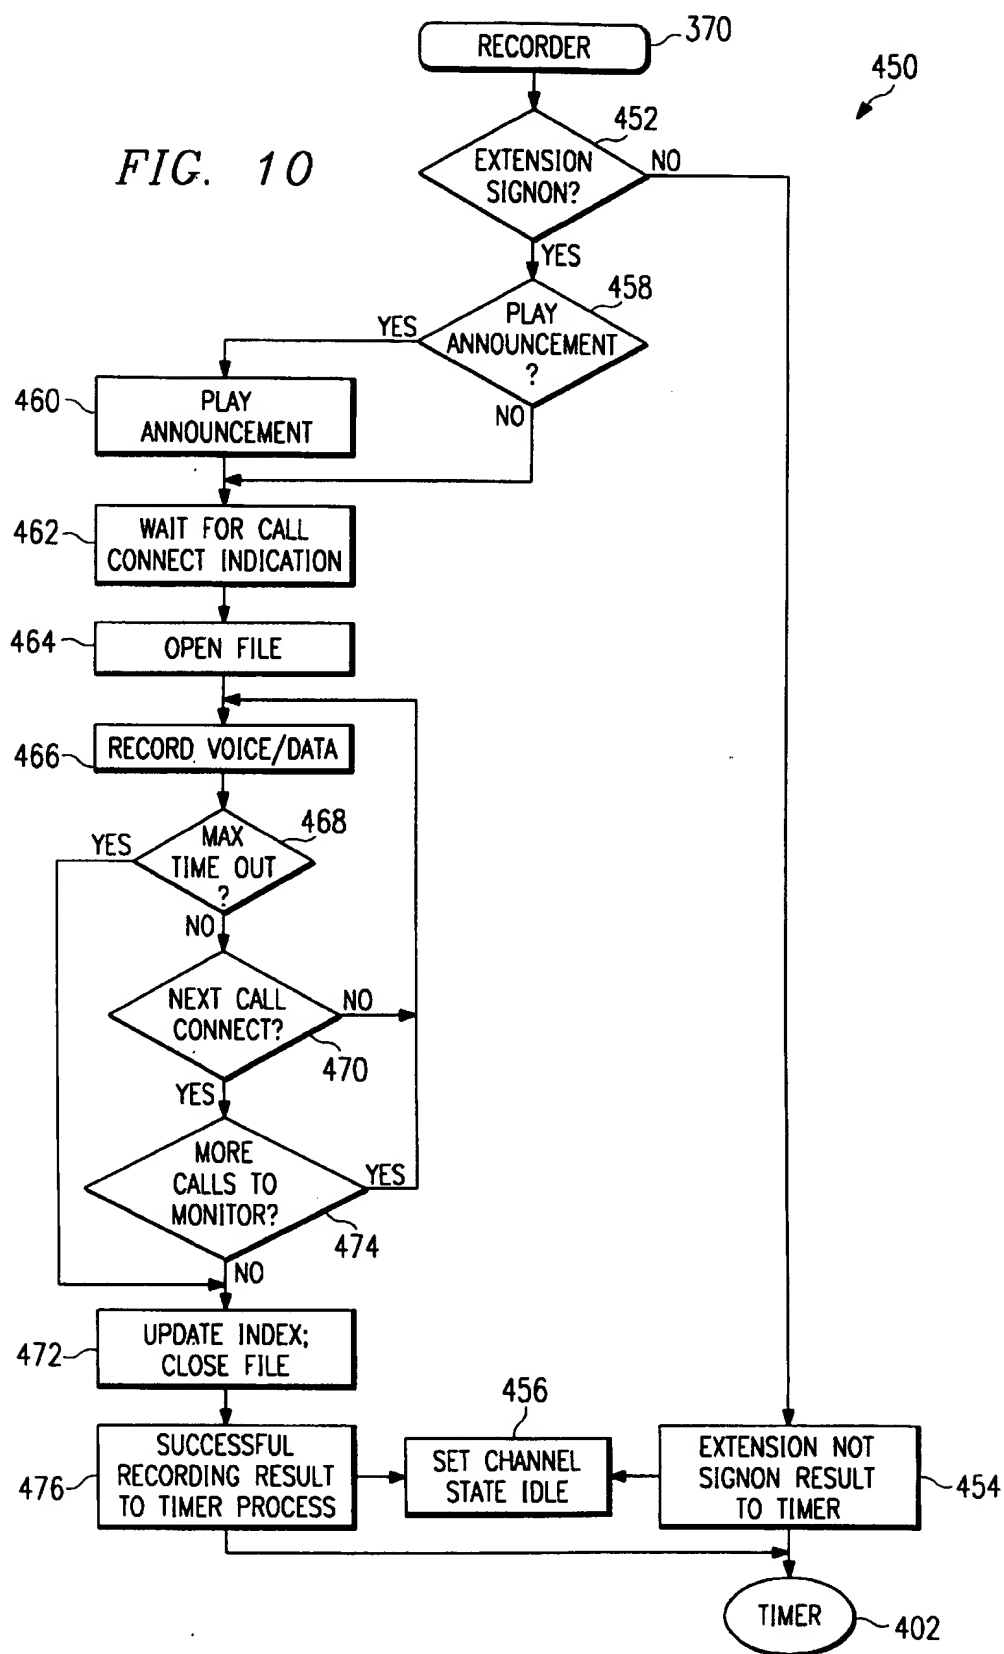 RECORDER
370
450
FIG. 10
452
EXTENSION
SIGNON?
NO
YES
458
PLAY
ANNOUNCEMENT
?
YES
NO
460
PLAY
ANNOUNCEMENT
462
WAIT FOR CALL
CONNECT INDICATION
464
OPEN FILE
466
RECORD VOICE/DATA
468
YES
MAX
TIME OUT
?
NO
NEXT CALL
CONNECT?
NO
470
YES
MORE
CALLS TO
MONITOR?
YES
474
NO
472
UPDATE INDEX;
CLOSE FILE
456
476
SUCCESSFUL
RECORDING RESULT
TO TIMER PROCESS
SET CHANNEL
STATE IDLE
EXTENSION NOT
SIGNON RESULT
TO TIMER
454
TIMER
402